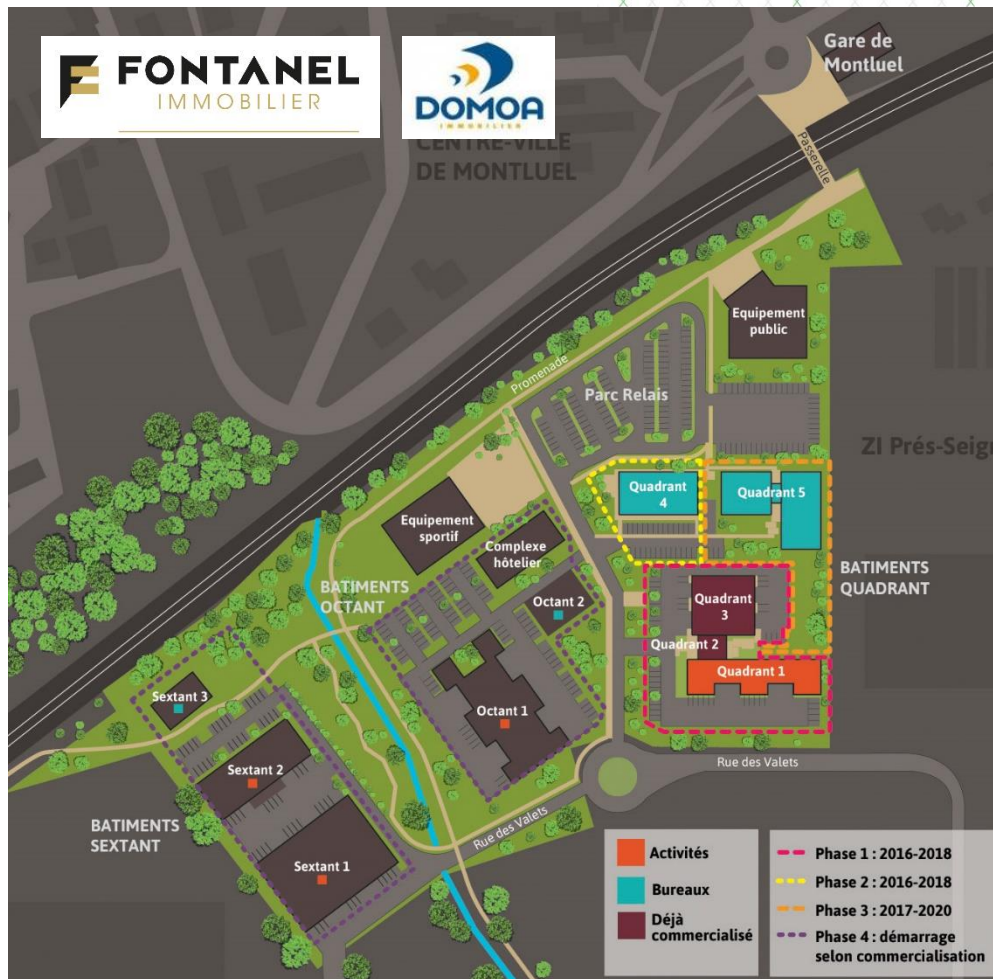 FONTANEL
IMMOBILIER
DOMOA
IMMOBILIER
CENTRE-VILLE
DE MONTLUEL
Gare de
Montluel
Passerelle
Equipement
public
Promenade
Parc Relais
ZI Prés-Seign
Quadrant
4
Quadrant 5
Equipement
sportif
Complexe
hôtelier
BATIMENTS
OCTANT
BATIMENTS
QUADRANT
Octant 2
Quadrant
3
Quadrant 2
Quadrant 1
Sextant 3
Octant 1
Sextant 2
Rue des Valets
BATIMENTS
SEXTANT
Rue des Valets
Sextant 1
Activités
Bureaux
Déjà
commercialisé
Phase 1 : 2016-2018
Phase 2 : 2016-2018
Phase 3 : 2017-2020
Phase 4 : démarrage
selon commercialisation